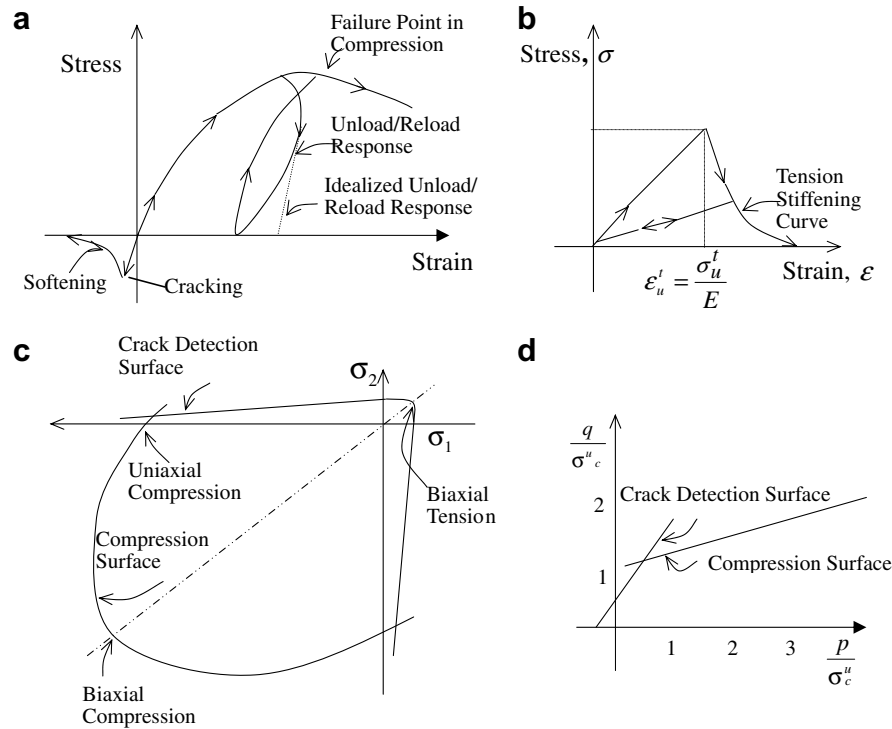 a
Failure Point in
Compression
Stress
Unload/Reload
Response
Idealized Unload/
Reload Response
Strain
Softening
Cracking
b
Stress, σ
Tension
Stiffening
Curve
Strain, ε
ε_u^t = σ_u^t / E
c
Crack Detection
Surface
σ₂
σ₁
Uniaxial
Compression
Biaxial
Tension
Compression
Surface
Biaxial
Compression
d
q / σ^u_c
2
Crack Detection Surface
1
Compression Surface
1 2 3
p / σ_c^u